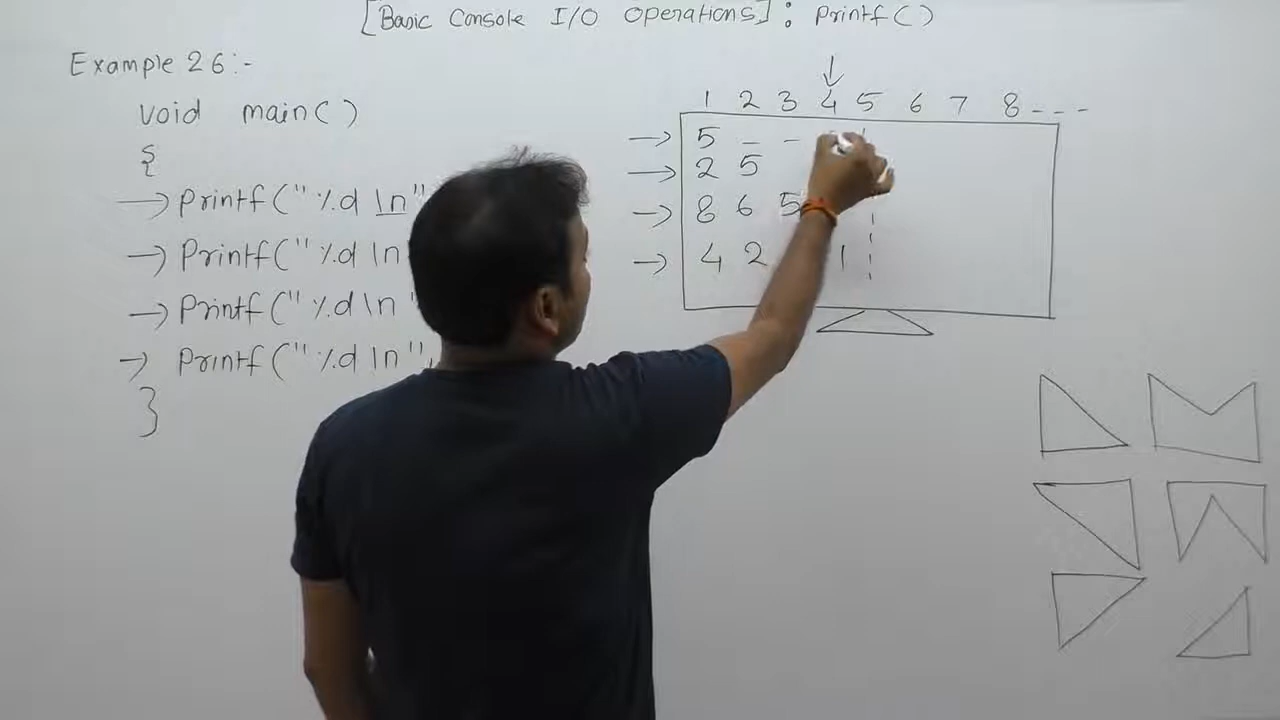 [Basic Console I/O Operations] : Printf( )
Example 26:-
void main( )
{
→ Printf("%d \n"
→ Printf("%d \n
→ Printf("%d \n"
→ Printf("%d \n",
}
↓
1 2 3 4 5 6 7 8 - - -
→ 5 _ _
→ 2 5
→ 8 6 5
→ 4 2 1